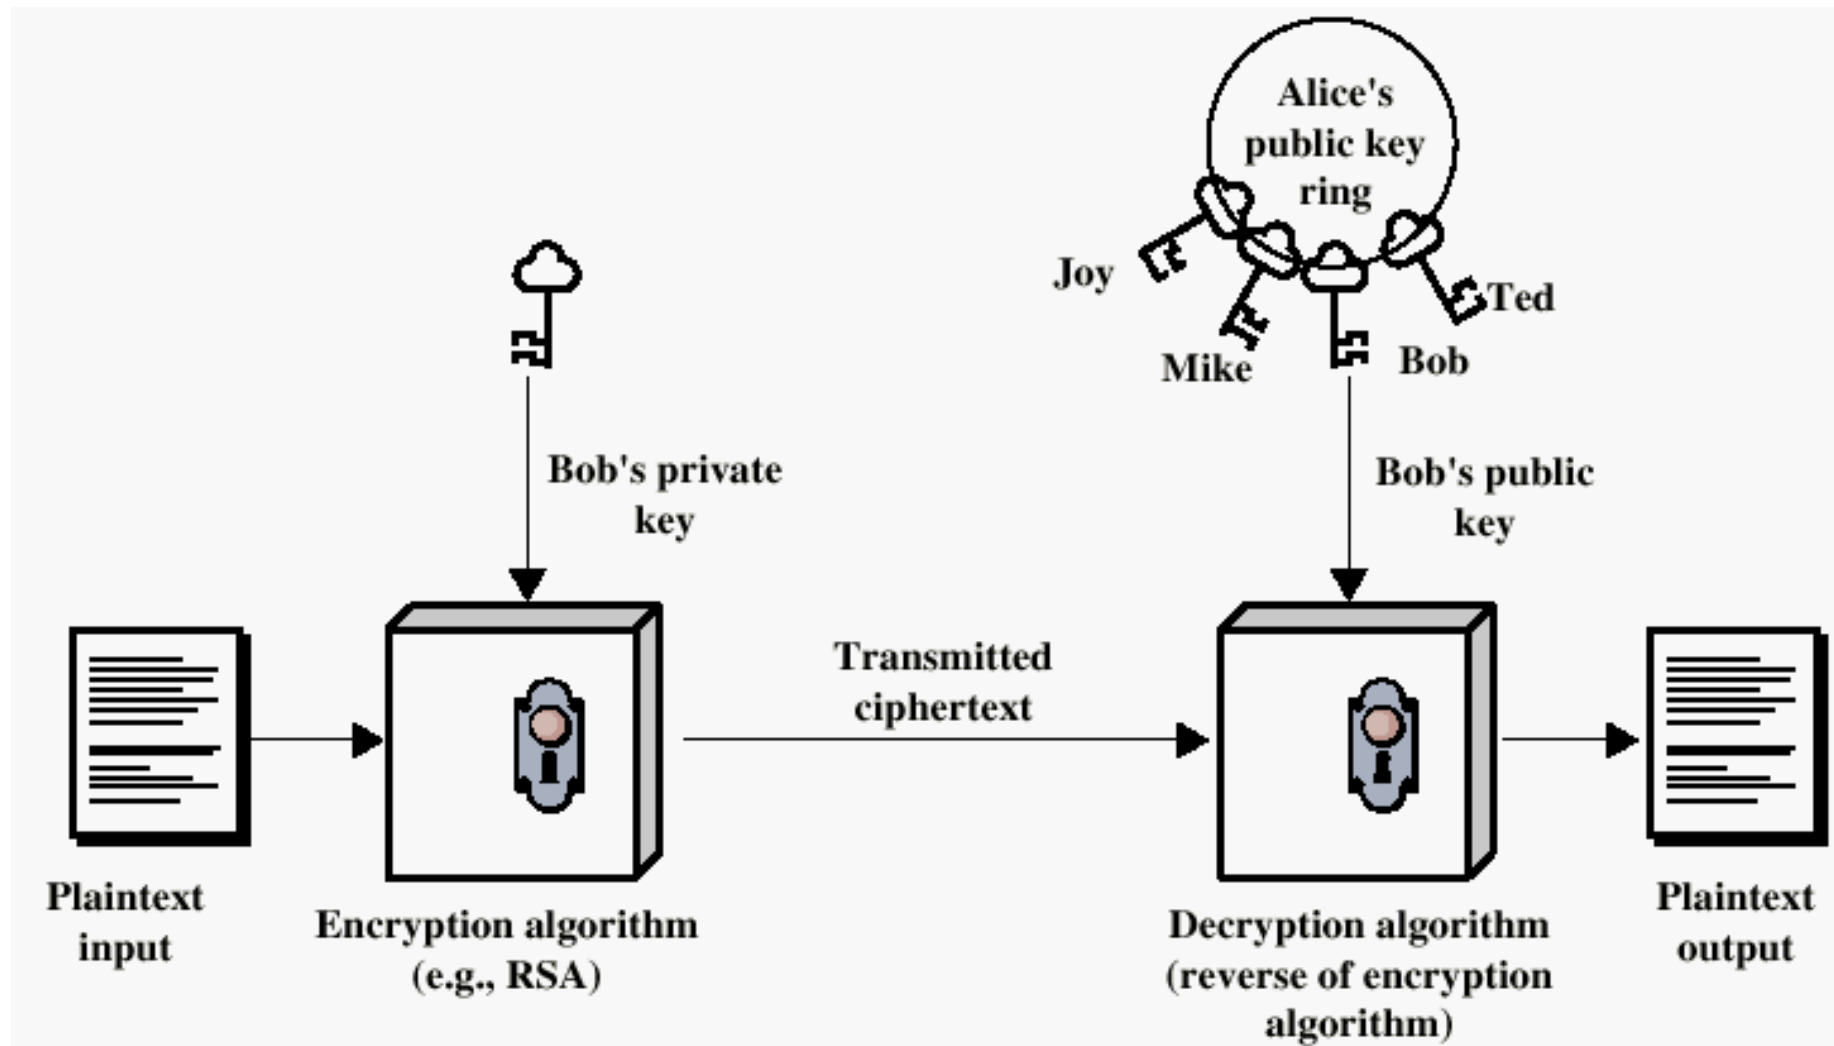 Alice's
public key
ring
Joy
Mike
Bob
Ted
Bob's private
key
Bob's public
key
Transmitted
ciphertext
Plaintext
input
Encryption algorithm
(e.g., RSA)
Decryption algorithm
(reverse of encryption
algorithm)
Plaintext
output